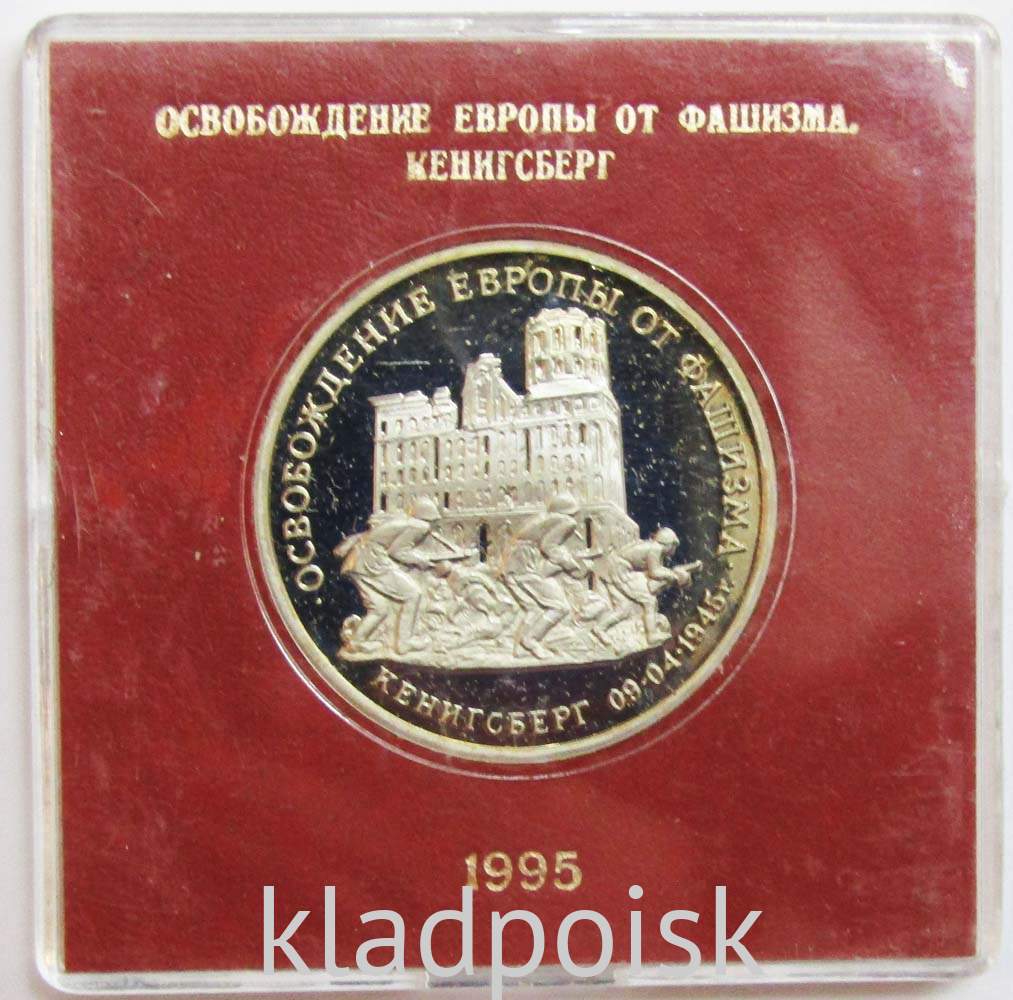 ОСВОБОЖДЕНИЕ ЕВРОПЫ ОТ ФАШИЗМА.
КЕНИГСБЕРГ
·ОСВОБОЖДЕНИЕ ЕВРОПЫ ОТ ФАШИЗМА·
КЕНИГСБЕРГ 09·04·1945г.
1995
kladpoisk